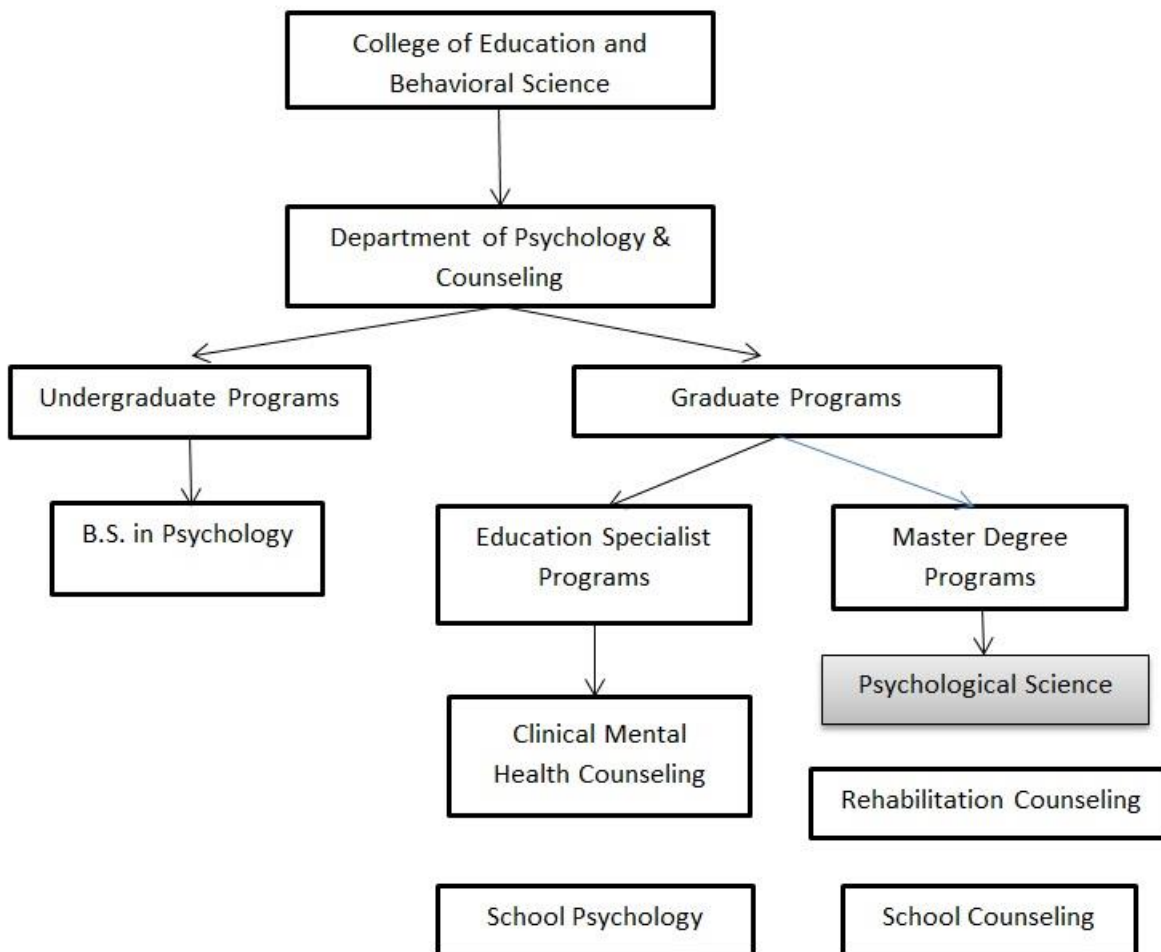 College of Education and
Behavioral Science
Department of Psychology &
Counseling
Undergraduate Programs
Graduate Programs
B.S. in Psychology
Education Specialist
Programs
Master Degree
Programs
Psychological Science
Clinical Mental
Health Counseling
Rehabilitation Counseling
School Psychology
School Counseling